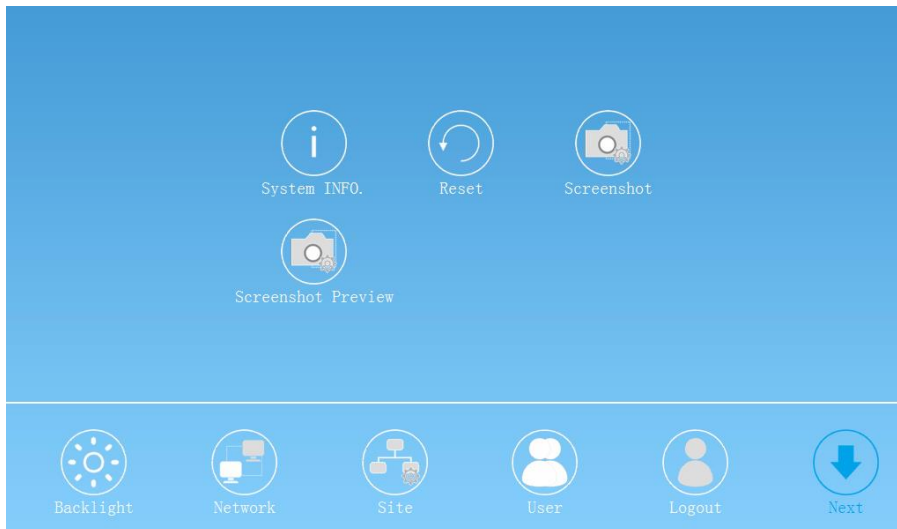 System INFO.
Reset
Screenshot
Screenshot Preview
Backlight
Network
Site
User
Logout
Next